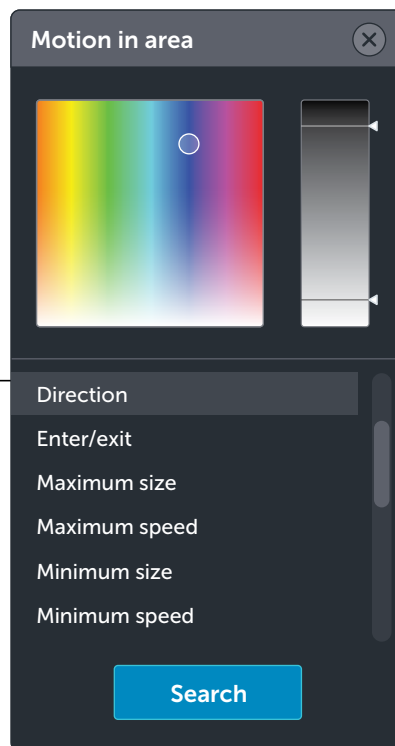 Motion in area
Direction
Enter/exit
Maximum size
Maximum speed
Minimum size
Minimum speed
Search